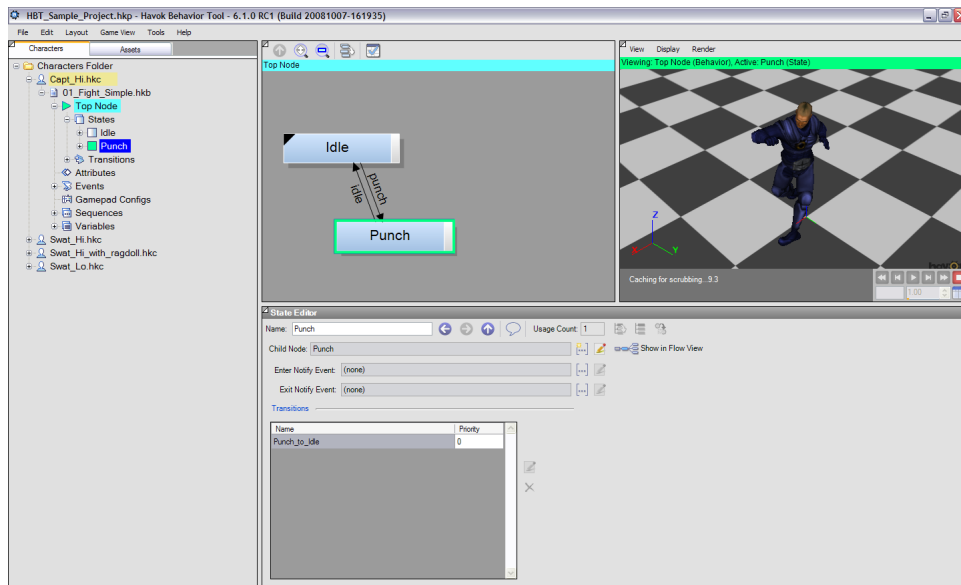 HBT_Sample_Project.hkp - Havok Behavior Tool - 6.1.0 RC1 (Build 20081007-161935)
File Edit Layout Game View Tools Help
Characters Assets
Characters Folder
Capt_Hi.hkc
01_Fight_Simple.hkb
Top Node
States
Idle
Punch
Transitions
Attributes
Events
Gamepad Configs
Sequences
Variables
Swat_Hi.hkc
Swat_Hi_with_ragdoll.hkc
Swat_Lo.hkc
Top Node
Idle
punch
idle
Punch
View Display Render
Viewing: Top Node (Behavior), Active: Punch (State)
Z
X
Y
Caching for scrubbing...9.3
1.00
State Editor
Name: Punch Usage Count: 1
Child Node: Punch Show in Flow View
Enter Notify Event: (none)
Exit Notify Event: (none)
Transitions
Name Priority
Punch_to_Idle 0